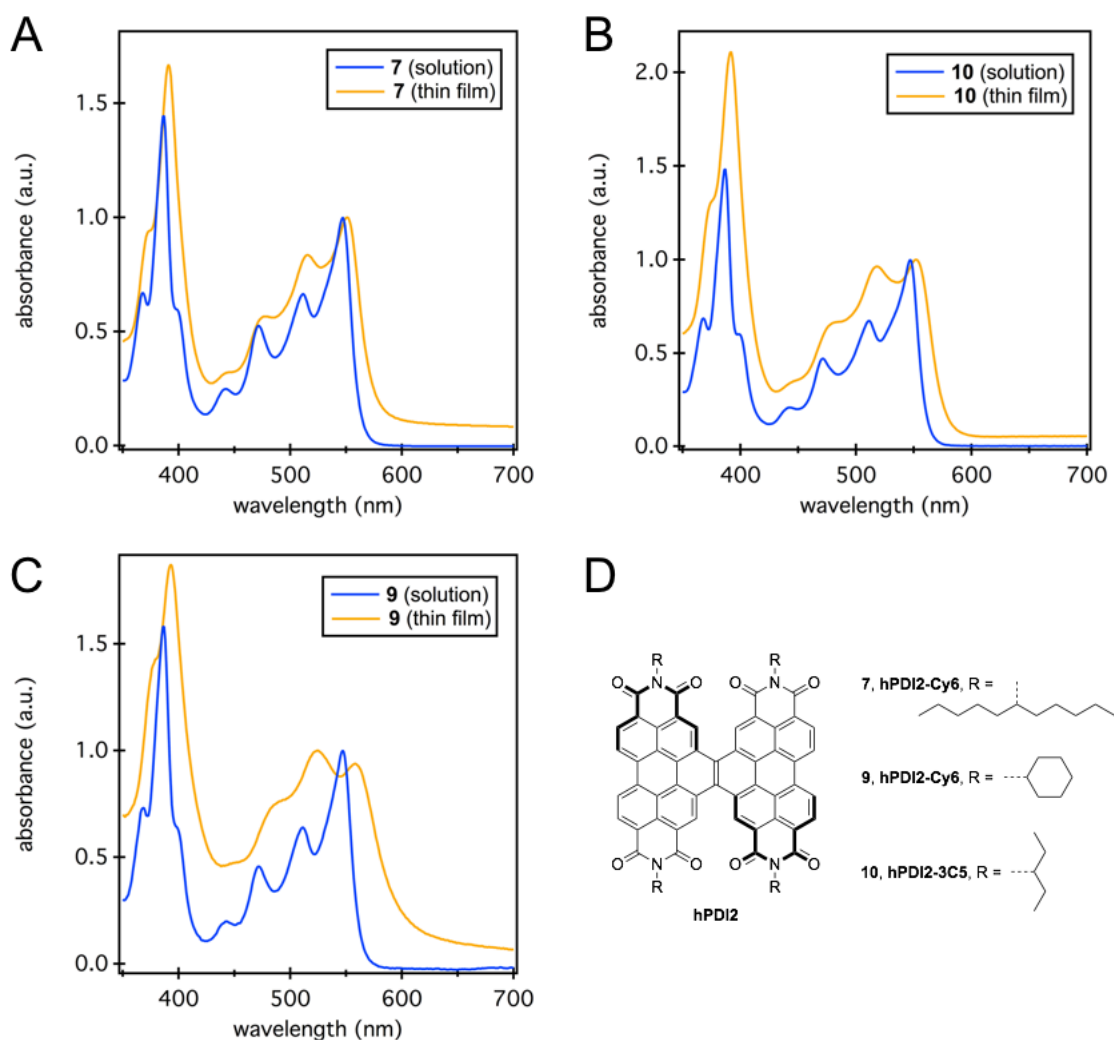 A
7 (solution)
7 (thin film)
absorbance (a.u.)
1.5
1.0
0.5
0.0
400
500
600
700
wavelength (nm)
B
10 (solution)
10 (thin film)
absorbance (a.u.)
2.0
1.5
1.0
0.5
0.0
400
500
600
700
wavelength (nm)
C
9 (solution)
9 (thin film)
absorbance (a.u.)
1.5
1.0
0.5
0.0
400
500
600
700
wavelength (nm)
D
R
R
O
N
O
O
N
O
O
N
O
O
N
O
R
R
hPDI2
7, hPDI2-Cy6, R =
9, hPDI2-Cy6, R =
10, hPDI2-3C5, R =